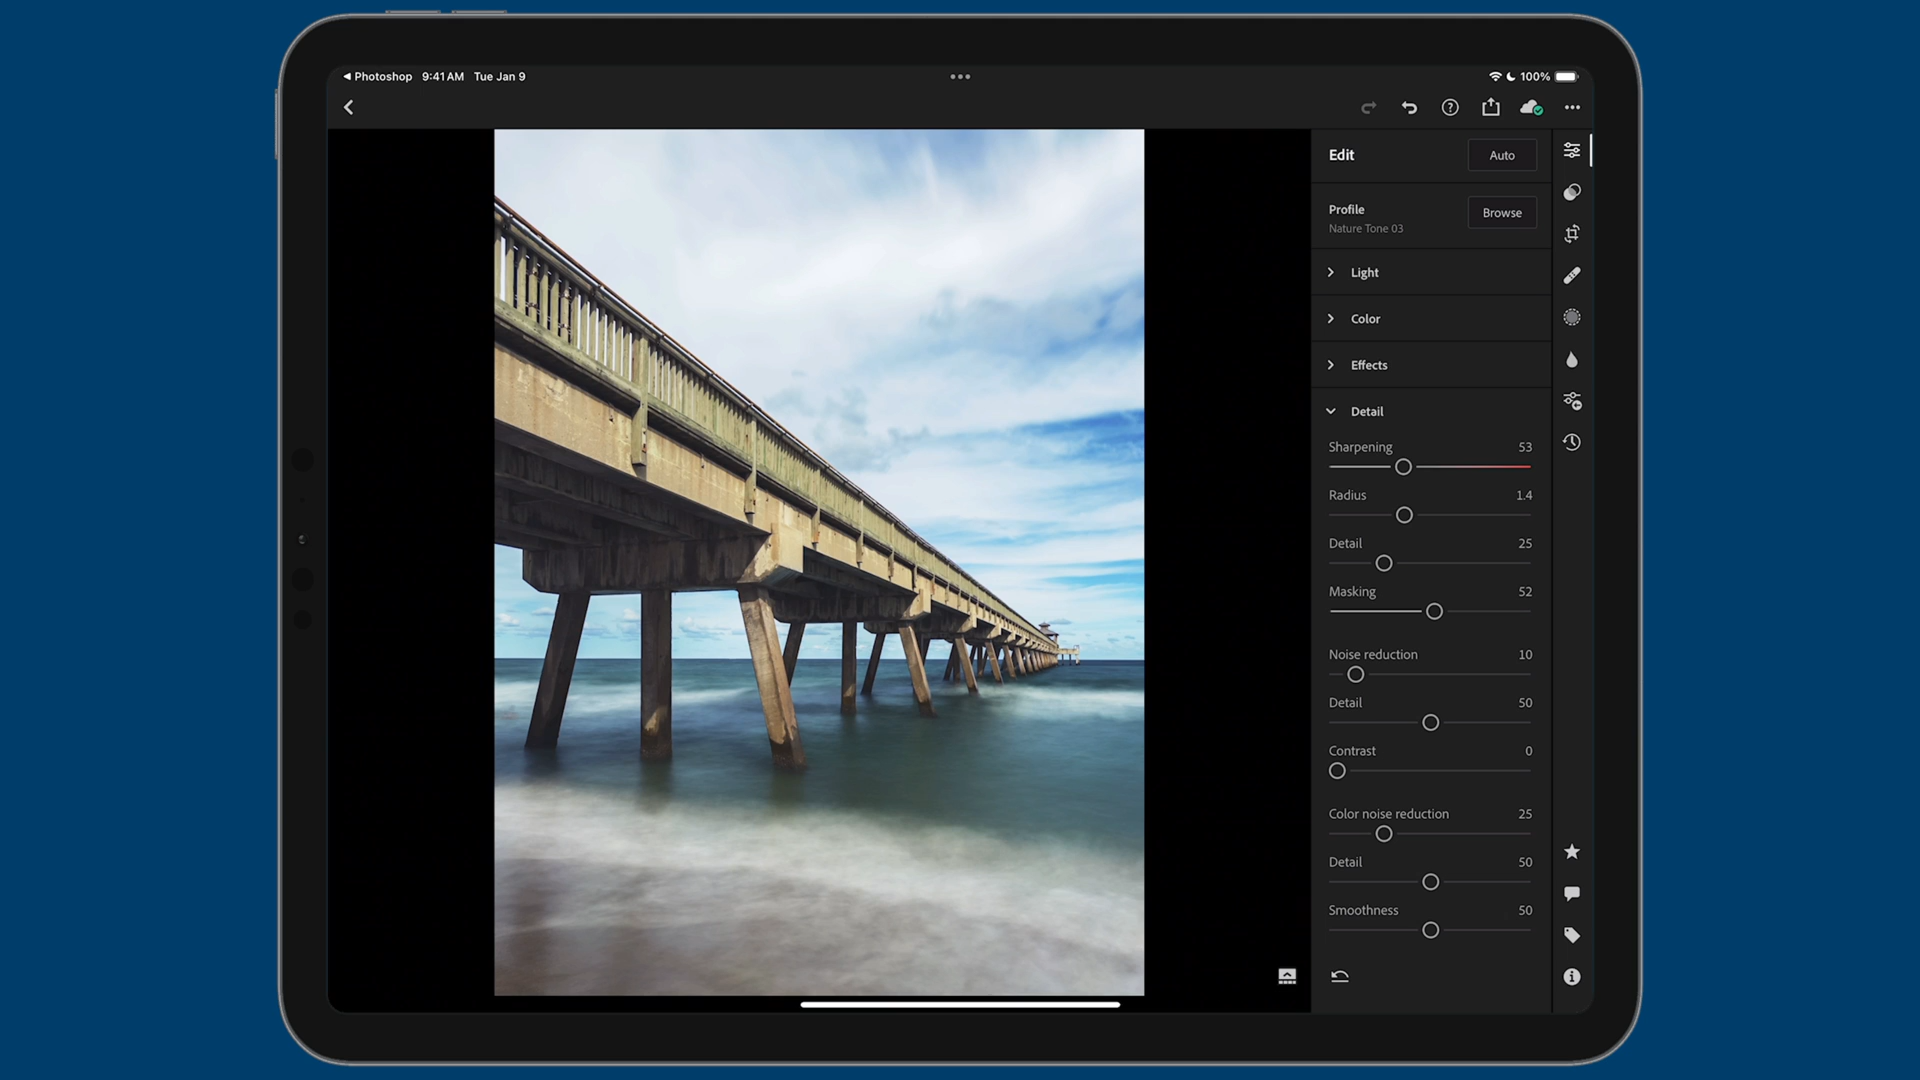 Photoshop 9:41 AM Tue Jan 9
100%
Edit
Auto
Profile
Nature Tone 03
Browse
Light
Color
Effects
Detail
Sharpening 53
Radius 1.4
Detail 25
Masking 52
Noise reduction 10
Detail 50
Contrast 0
Color noise reduction 25
Detail 50
Smoothness 50